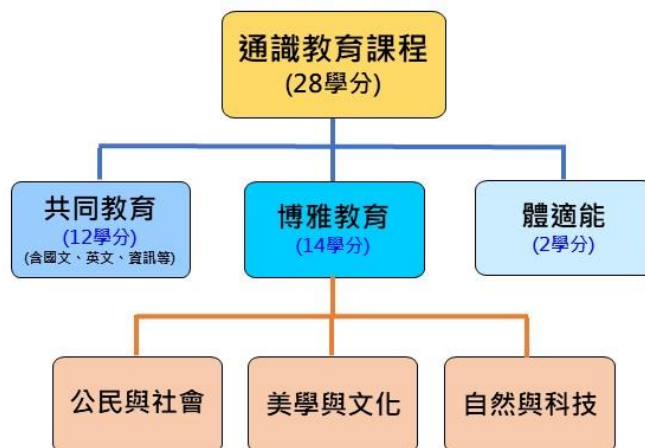 通識教育課程
(28學分)
共同教育
(12學分)
(含國文、英文、資訊等)
博雅教育
(14學分)
體適能
(2學分)
公民與社會
美學與文化
自然與科技